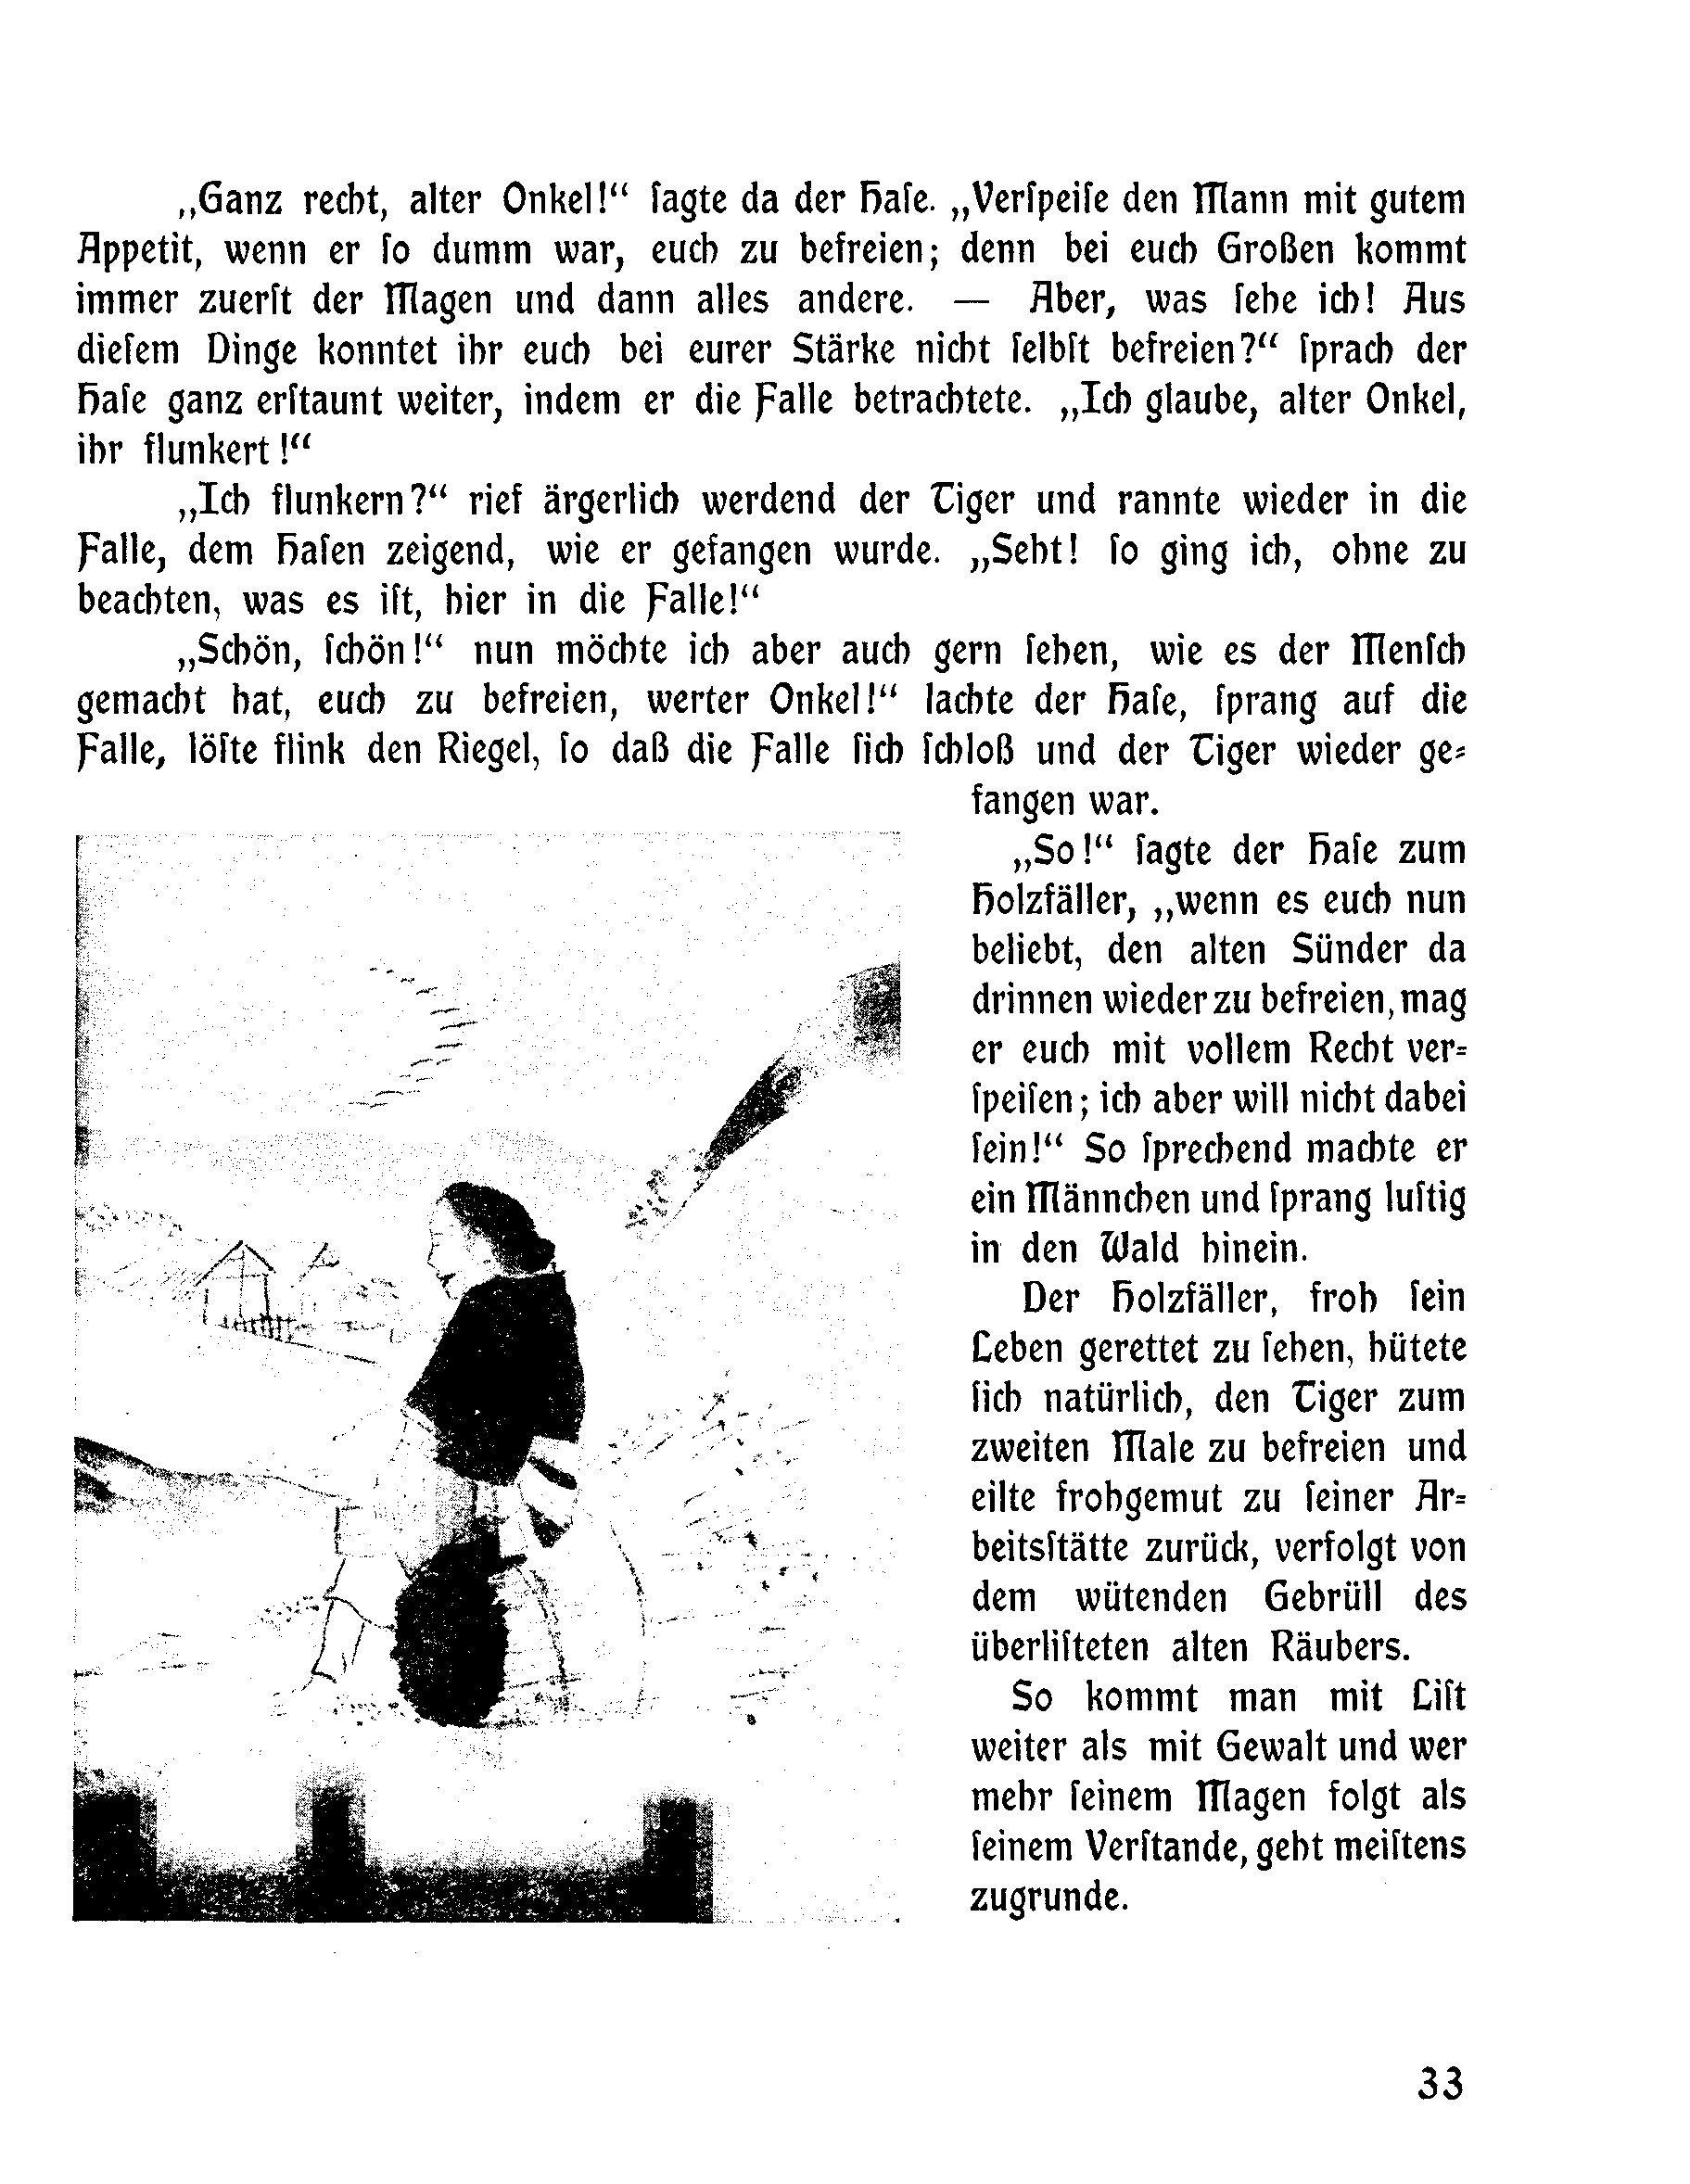 „Ganz recht, alter Onkel!“ ſagte da der Haſe. „Verſpeiſe den Mann mit gutem
Appetit, wenn er ſo dumm war, euch zu befreien; denn bei euch Großen kommt
immer zuerſt der Magen und dann alles andere. — Aber, was ſehe ich! Aus
dieſem Dinge konntet ihr euch bei eurer Stärke nicht ſelbſt befreien?“ ſprach der
Haſe ganz erſtaunt weiter, indem er die Falle betrachtete. „Ich glaube, alter Onkel,
ihr flunkert!“
„Ich flunkern?“ rief ärgerlich werdend der Tiger und rannte wieder in die
Falle, dem Haſen zeigend, wie er gefangen wurde. „Seht! ſo ging ich, ohne zu
beachten, was es iſt, hier in die Falle!“
„Schön, ſchön!“ nun möchte ich aber auch gern ſehen, wie es der Menſch
gemacht hat, euch zu befreien, werter Onkel!“ lachte der Haſe, ſprang auf die
Falle, löſte flink den Riegel, ſo daß die Falle ſich ſchloß und der Tiger wieder ge-
fangen war.
„So!“ ſagte der Haſe zum
Holzfäller, „wenn es euch nun
beliebt, den alten Sünder da
drinnen wieder zu befreien, mag
er euch mit vollem Recht ver-
ſpeiſen; ich aber will nicht dabei
ſein!“ So ſprechend machte er
ein Männchen und ſprang luſtig
in den Wald hinein.
Der Holzfäller, froh ſein
Leben gerettet zu ſehen, hütete
ſich natürlich, den Tiger zum
zweiten Male zu befreien und
eilte frohgemut zu ſeiner Ar-
beitsſtätte zurück, verfolgt von
dem wütenden Gebrüll des
überliſteten alten Räubers.
So kommt man mit Liſt
weiter als mit Gewalt und wer
mehr ſeinem Magen folgt als
ſeinem Verſtande, geht meiſtens
zugrunde.
33